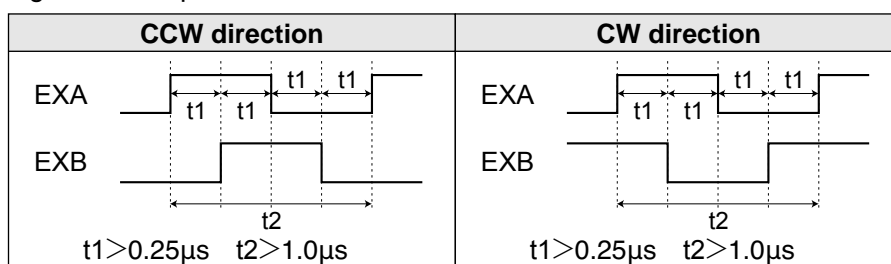 CCW direction
CW direction
EXA
t1
t1
t1
t1
EXB
t2
t1＞0.25µs t2＞1.0µs
EXA
t1
t1
t1
t1
EXB
t2
t1＞0.25µs t2＞1.0µs